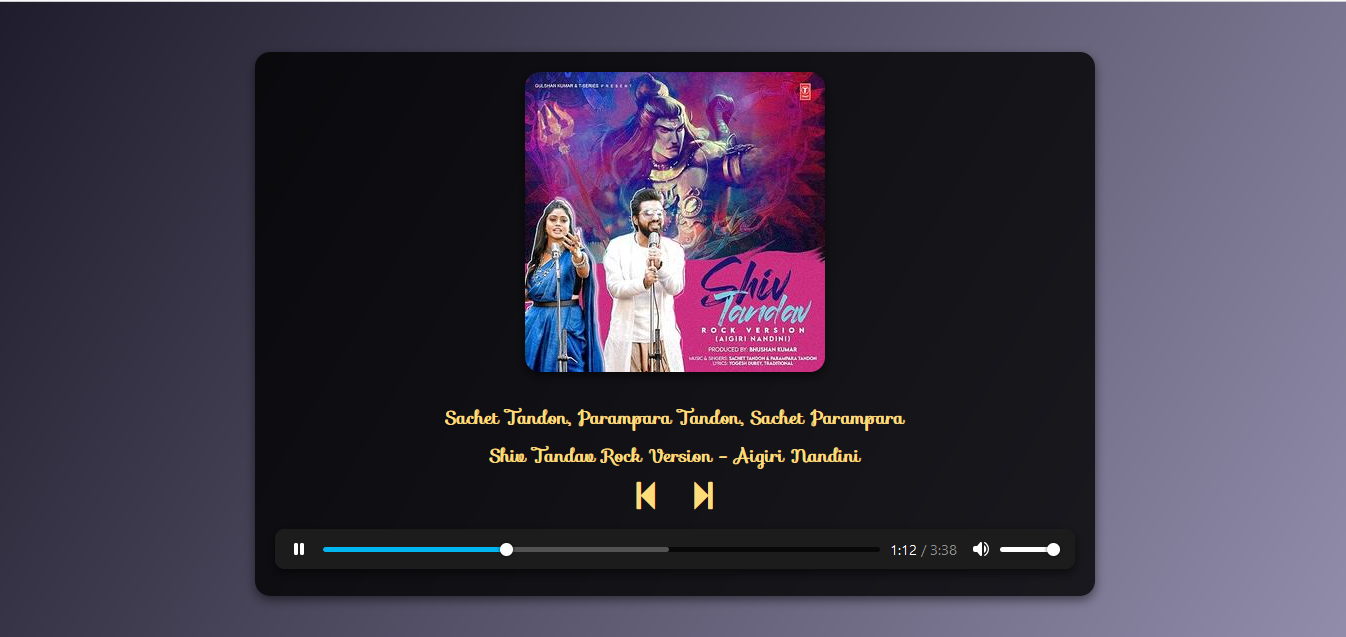 GULSHAN KUMAR & T-SERIES PRESENT
T
Shiv
Tandav
ROCK VERSION
(AIGIRI NANDINI)
PRODUCED BY: BHUSHAN KUMAR
MUSIC & SINGERS: SACHET TANDON & PARAMPARA TANDON
LYRICS: YOGESH DUBEY, TRADITIONAL
Sachet Tandon, Parampara Tandon, Sachet Parampara
Shiv Tandav Rock Version - Aigiri Nandini
1:12 / 3:38